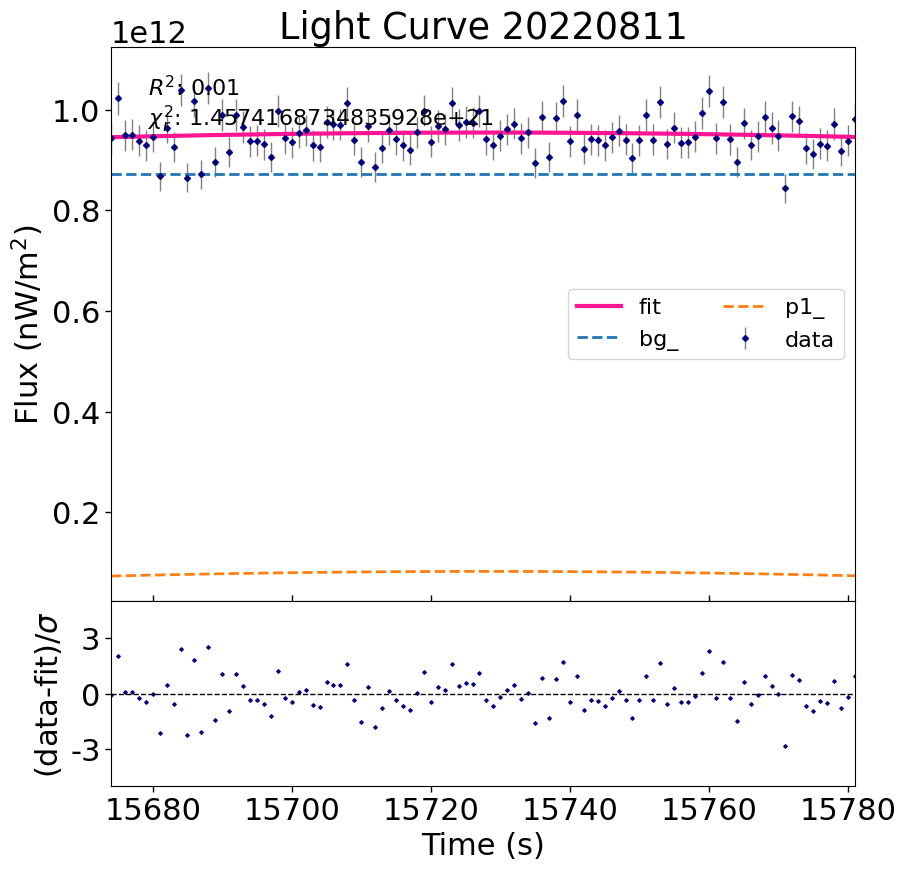 Light Curve 20220811
1e12
R²: 0.01
χ²: 1.4574168734835928e+21
1.0
0.8
0.6
0.4
0.2
Flux (nW/m²)
fit
bg_
p1_
data
3
0
-3
(data-fit)/σ
15680 15700 15720 15740 15760 15780
Time (s)